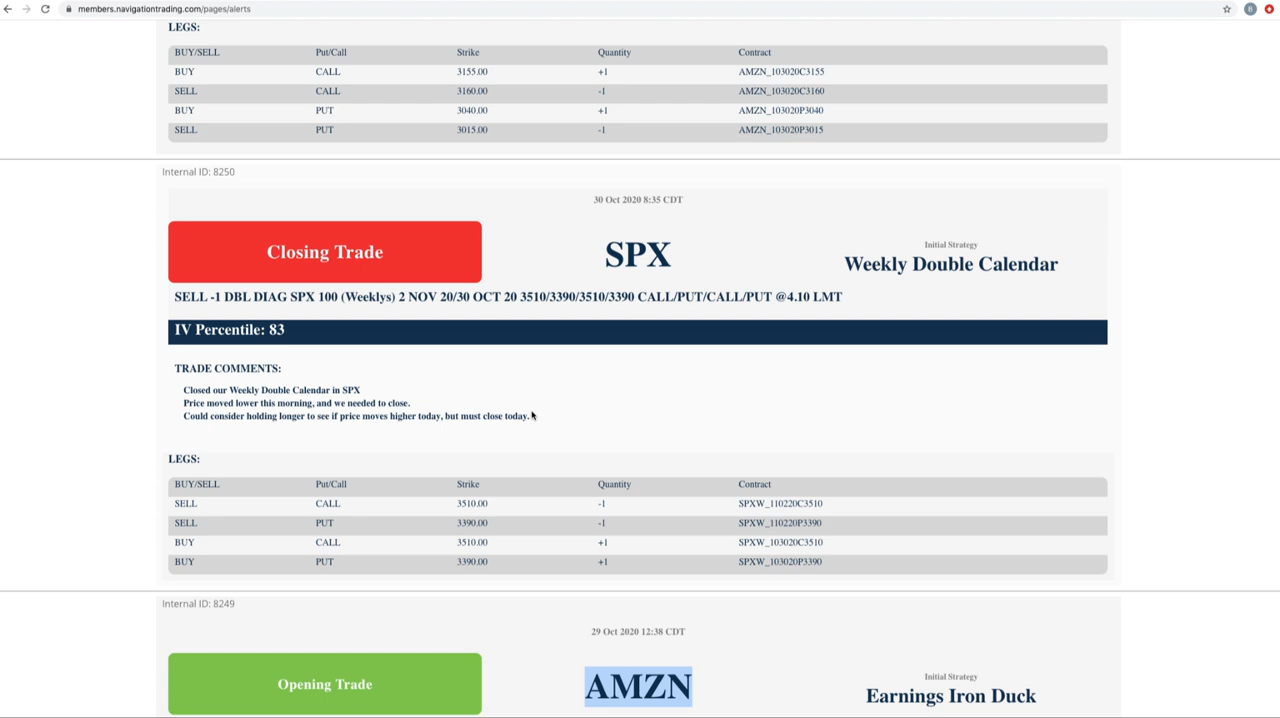 members.navigationtrading.com/pages/alerts
B
LEGS:
BUY/SELL Put/Call Strike Quantity Contract
BUY CALL 3155.00 +1 AMZN_103020C3155
SELL CALL 3160.00 -1 AMZN_103020C3160
BUY PUT 3040.00 +1 AMZN_103020P3040
SELL PUT 3015.00 -1 AMZN_103020P3015
Internal ID: 8250
30 Oct 2020 8:35 CDT
Closing Trade
SPX
Initial Strategy
Weekly Double Calendar
SELL -1 DBL DIAG SPX 100 (Weeklys) 2 NOV 20/30 OCT 20 3510/3390/3510/3390 CALL/PUT/CALL/PUT @4.10 LMT
IV Percentile: 83
TRADE COMMENTS:
Closed our Weekly Double Calendar in SPX
Price moved lower this morning, and we needed to close.
Could consider holding longer to see if price moves higher today, but must close today.
LEGS:
BUY/SELL Put/Call Strike Quantity Contract
SELL CALL 3510.00 -1 SPXW_110220C3510
SELL PUT 3390.00 -1 SPXW_110220P3390
BUY CALL 3510.00 +1 SPXW_103020C3510
BUY PUT 3390.00 +1 SPXW_103020P3390
Internal ID: 8249
29 Oct 2020 12:38 CDT
Opening Trade
AMZN
Initial Strategy
Earnings Iron Duck